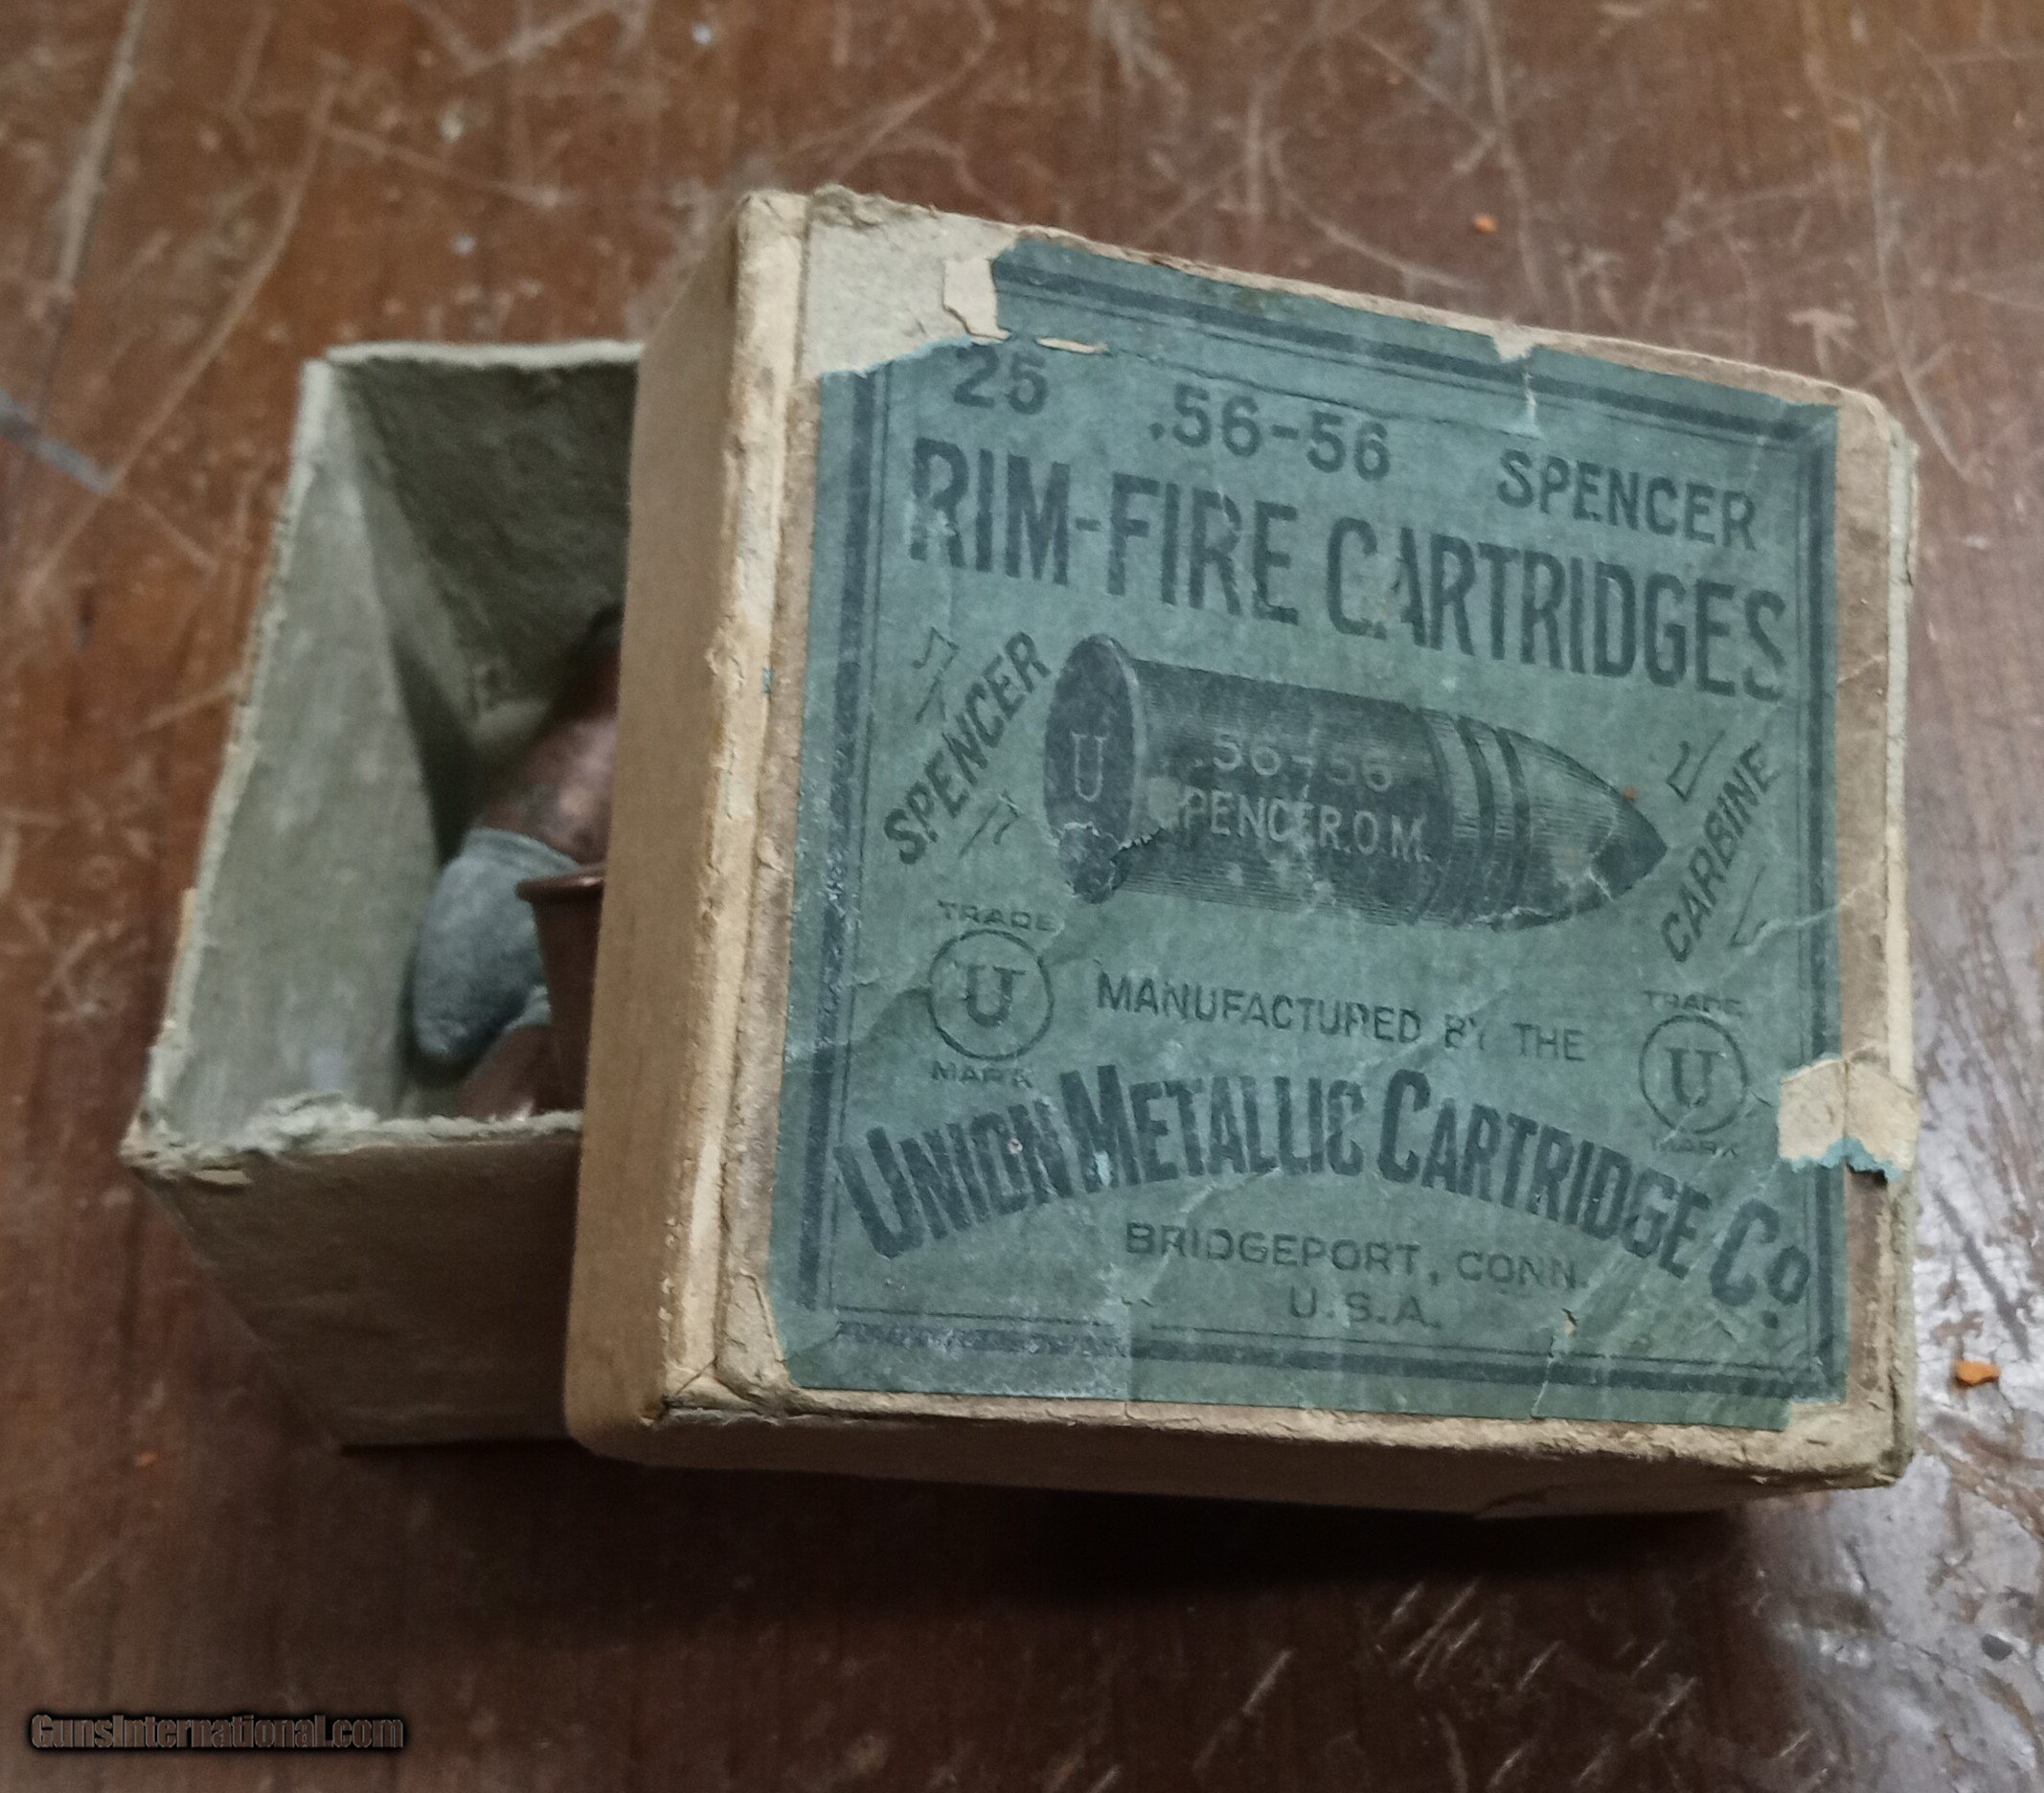 25 .56-56 SPENCER
RIM-FIRE CARTRIDGES
SPENCER
CARBINE
U
.56-56
SPENCER.O M.
TRADE
U
MARK
MANUFACTURED BY THE
TRADE
U
MARK
UNION METALLIC CARTRIDGE Co.
BRIDGEPORT, CONN.
U.S.A.
GunsInternational.com